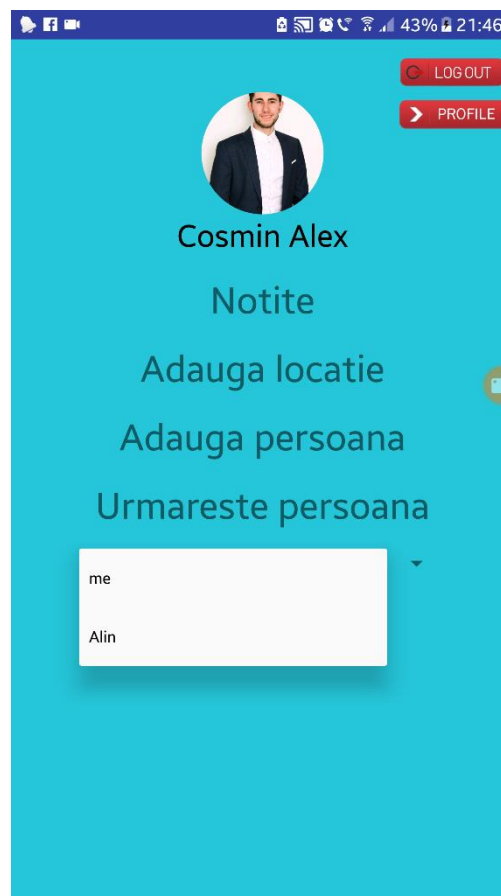 43% 21:46
LOG OUT
PROFILE
Cosmin Alex
Notite
Adauga locatie
Adauga persoana
Urmareste persoana
me
Alin